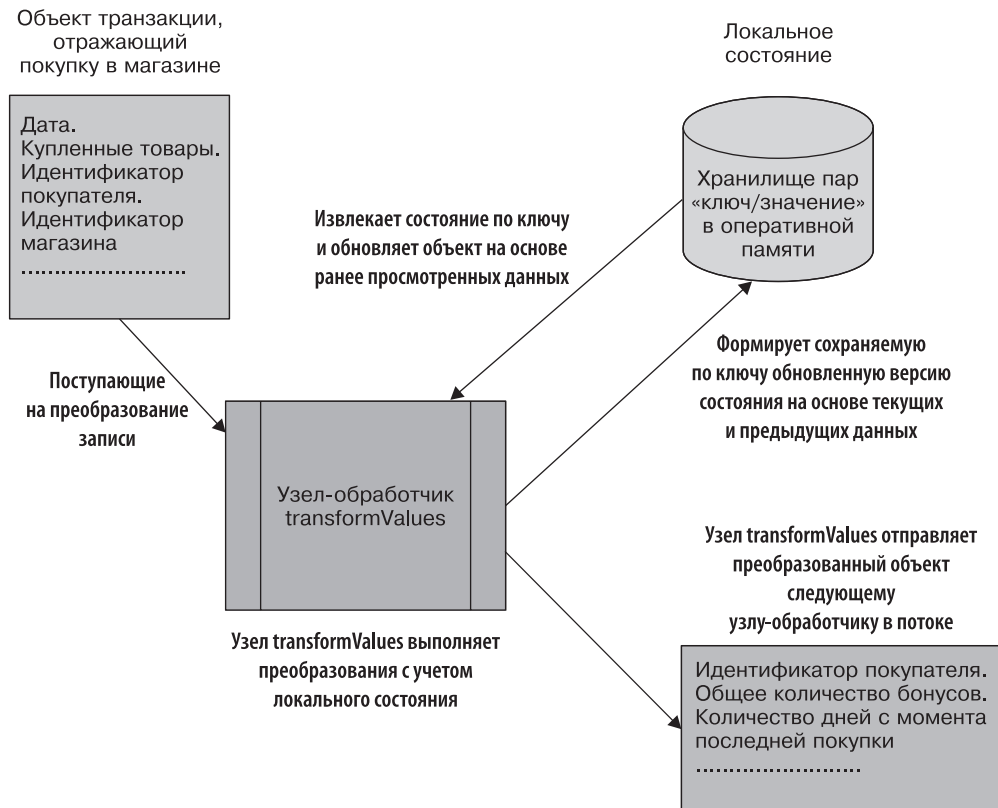 Объект транзакции,
отражающий
покупку в магазине
Локальное
состояние
Дата.
Купленные товары.
Идентификатор
покупателя.
Идентификатор
магазина
........................
Хранилище пар
«ключ/значение»
в оперативной
памяти
Извлекает состояние по ключу
и обновляет объект на основе
ранее просмотренных данных
Поступающие
на преобразование
записи
Формирует сохраняемую
по ключу обновленную версию
состояния на основе текущих
и предыдущих данных
Узел-обработчик
transformValues
Узел transformValues выполняет
преобразования с учетом
локального состояния
Узел transformValues отправляет
преобразованный объект
следующему
узлу-обработчику в потоке
Идентификатор покупателя.
Общее количество бонусов.
Количество дней с момента
последней покупки
........................